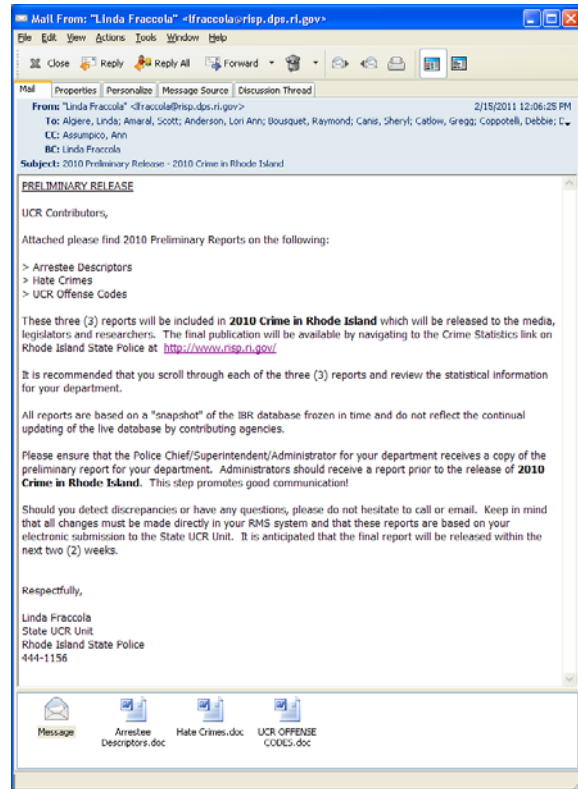 Mail From: "Linda Fraccola" <lfraccola@risp.dps.ri.gov>
File Edit View Actions Tools Window Help
Close Reply Reply All Forward
Mail Properties Personalize Message Source Discussion Thread
From: "Linda Fraccola" <lfraccola@risp.dps.ri.gov> 2/15/2011 12:06:25 PM
To: Algere, Linda; Amaral, Scott; Anderson, Lori Ann; Bousquet, Raymond; Canis, Sheryl; Catlow, Gregg; Coppotelli, Debbie;
CC: Assumpico, Ann
BC: Linda Fraccola
Subject: 2010 Preliminary Release - 2010 Crime in Rhode Island
PRELIMINARY RELEASE
UCR Contributors,
Attached please find 2010 Preliminary Reports on the following:
> Arrestee Descriptors
> Hate Crimes
> UCR Offense Codes
These three (3) reports will be included in 2010 Crime in Rhode Island which will be released to the media,
legislators and researchers. The final publication will be available by navigating to the Crime Statistics link on
Rhode Island State Police at http://www.risp.ri.gov/
It is recommended that you scroll through each of the three (3) reports and review the statistical information
for your department.
All reports are based on a "snapshot" of the IBR database frozen in time and do not reflect the continual
updating of the live database by contributing agencies.
Please ensure that the Police Chief/Superintendent/Administrator for your department receives a copy of the
preliminary report for your department. Administrators should receive a report prior to the release of 2010
Crime in Rhode Island. This step promotes good communication!
Should you detect discrepancies or have any questions, please do not hesitate to call or email. Keep in mind
that all changes must be made directly in your RMS system and that these reports are based on your
electronic submission to the State UCR Unit. It is anticipated that the final report will be released within the
next two (2) weeks.
Respectfully,
Linda Fraccola
State UCR Unit
Rhode Island State Police
444-1156
Message Arrestee Hate Crimes.doc UCR OFFENSE
Descriptors.doc CODES.doc